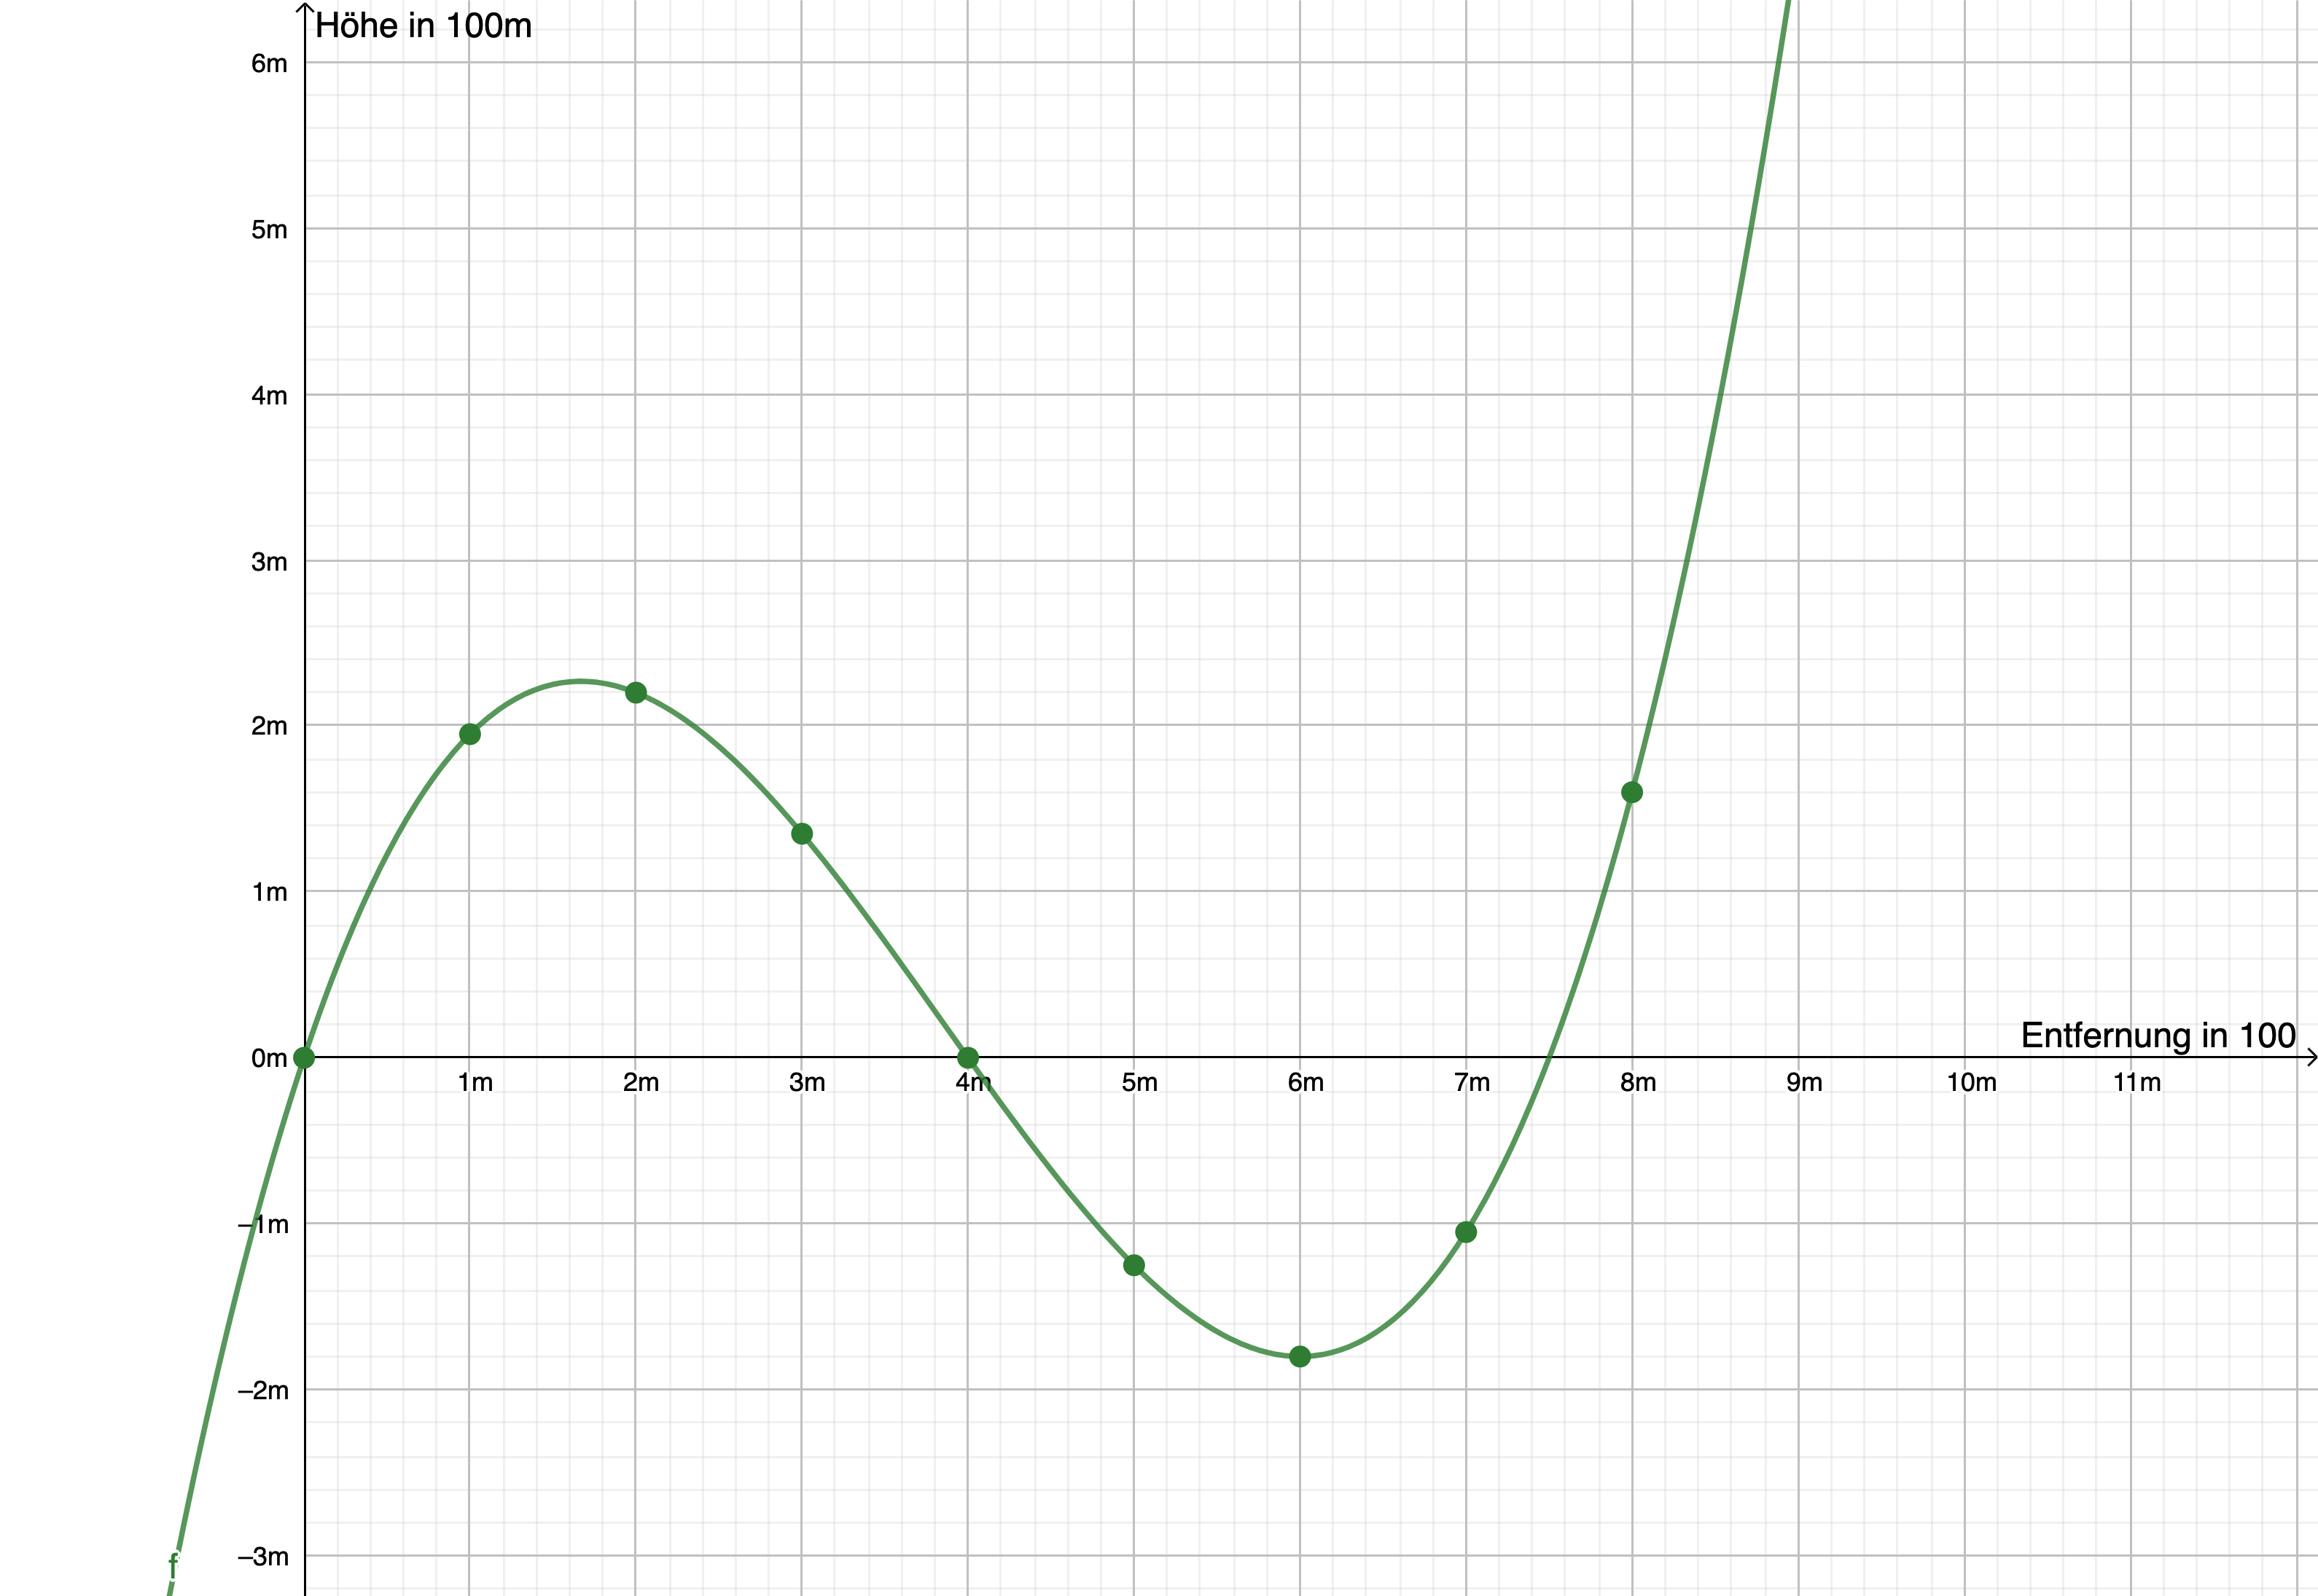 Höhe in 100m
6m
5m
4m
3m
2m
1m
0m
Entfernung in 100
1m 2m 3m 4m 5m 6m 7m 8m 9m 10m 11m
–1m
–2m
–3m
f